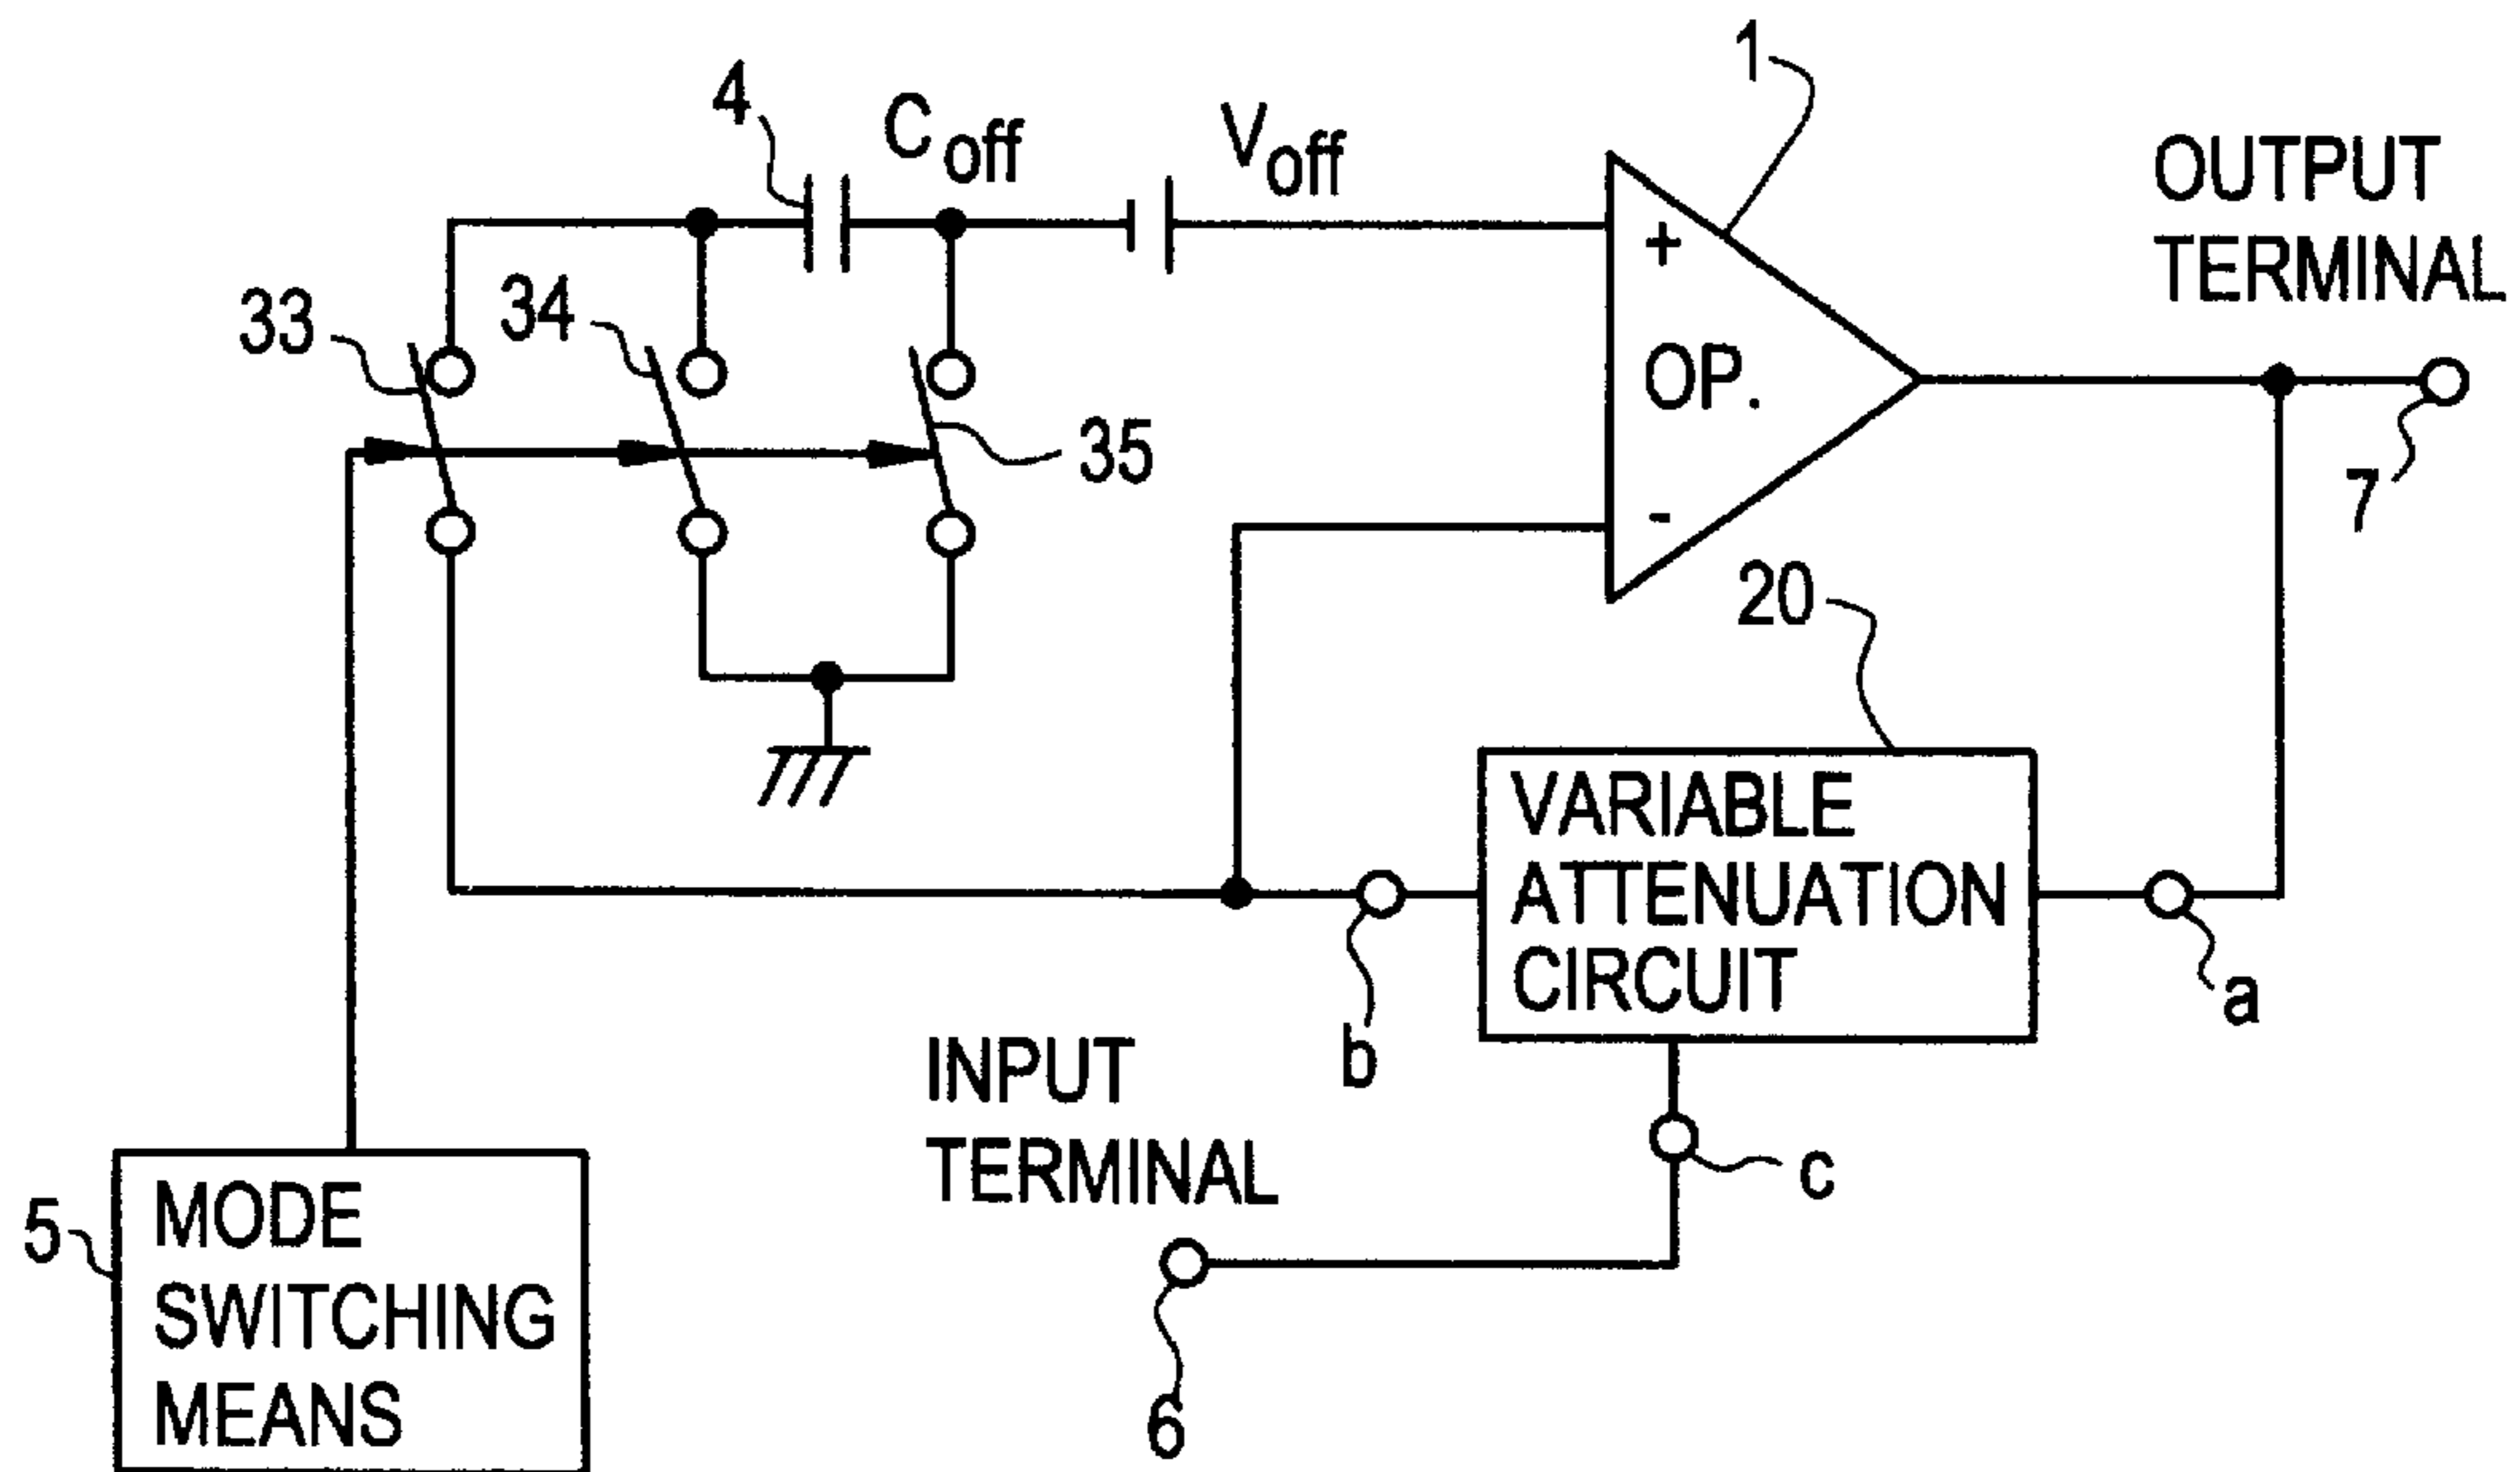 1
4
C off
V off
OUTPUT
TERMINAL
33
34
+
OP.
35
7
-
20
VARIABLE
ATTENUATION
CIRCUIT
a
b
INPUT
TERMINAL
c
5
MODE
SWITCHING
MEANS
6